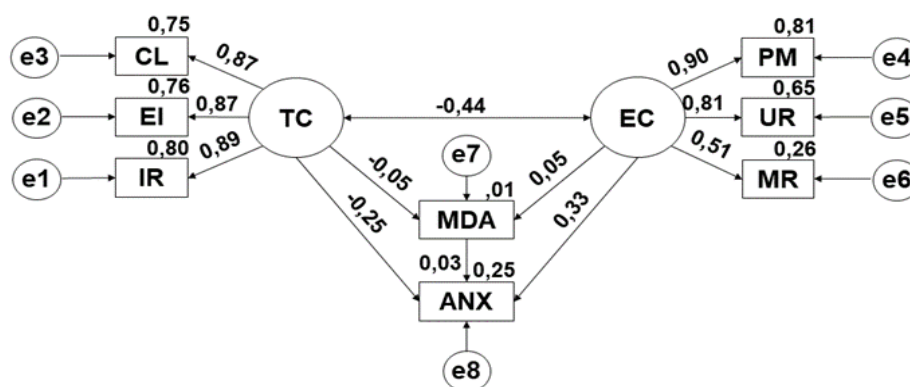 0,75
0,81
e3
CL
0,87
0,90
PM
e4
0,76
-0,44
0,65
e2
EI
0,87
TC
EC
0,81
UR
e5
0,80
0,89
e7
0,51
0,26
e1
IR
-0,05
0,05
MR
e6
,01
-0,25
MDA
0,33
0,03
0,25
ANX
e8